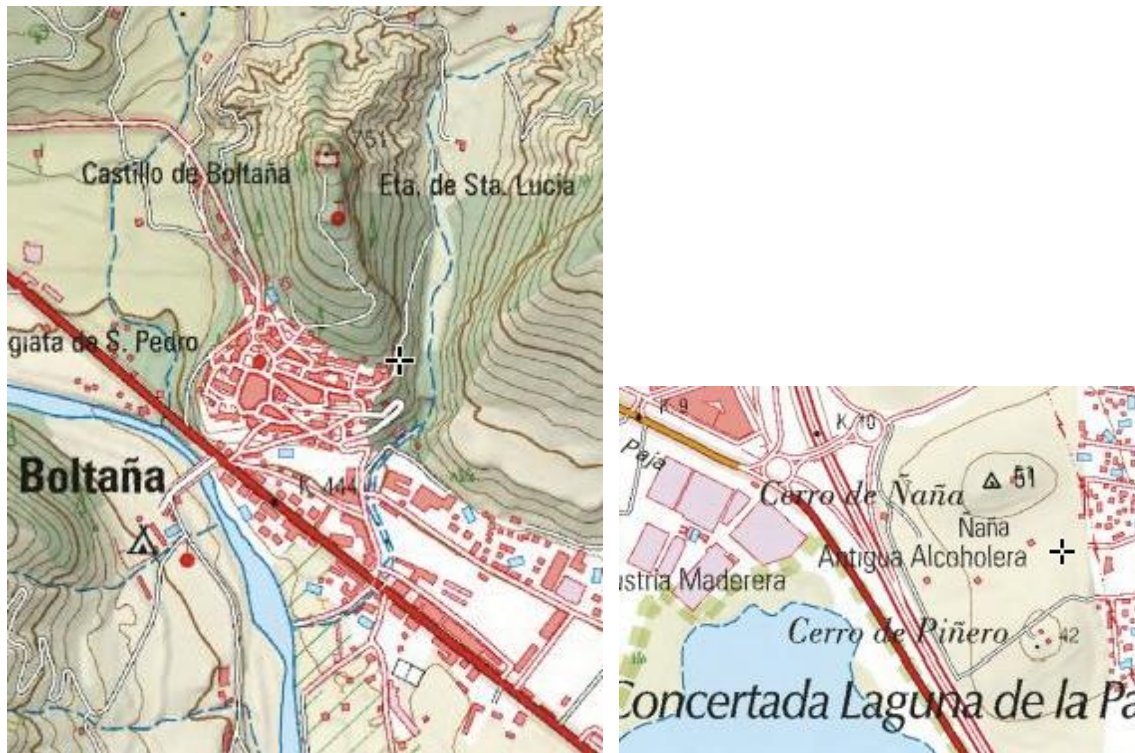 751
Castillo de Boltaña
Eta. de Sta. Lucia
giata de S. Pedro
Boltaña
K. 444
K. 9
K. 10
Paja
Cerro de Ñaña
51
Ñaña
Antigua Alcoholera
ustria Maderera
Cerro de Piñero
42
Concertada Laguna de la Pa